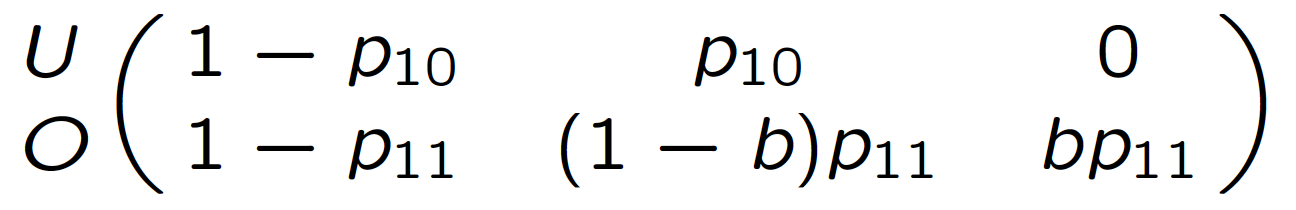 U ( 1 − p₁₀ p₁₀ 0 )
O ( 1 − p₁₁ (1 − b)p₁₁ bp₁₁ )